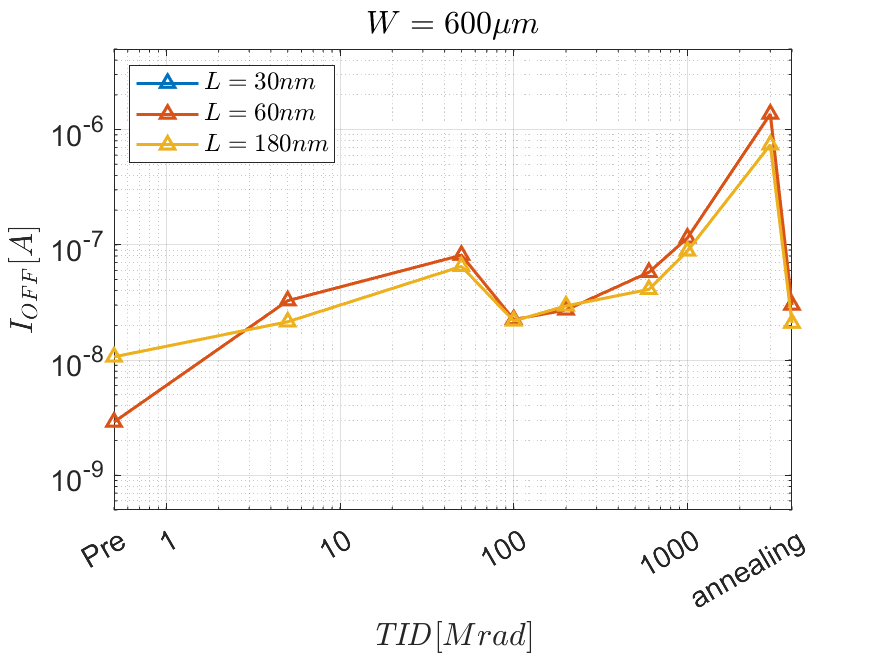 W = 600μm
L = 30nm
L = 60nm
L = 180nm
10^-6
10^-7
10^-8
10^-9
I_OFF[A]
Pre 1 10 100 1000 annealing
TID[Mrad]